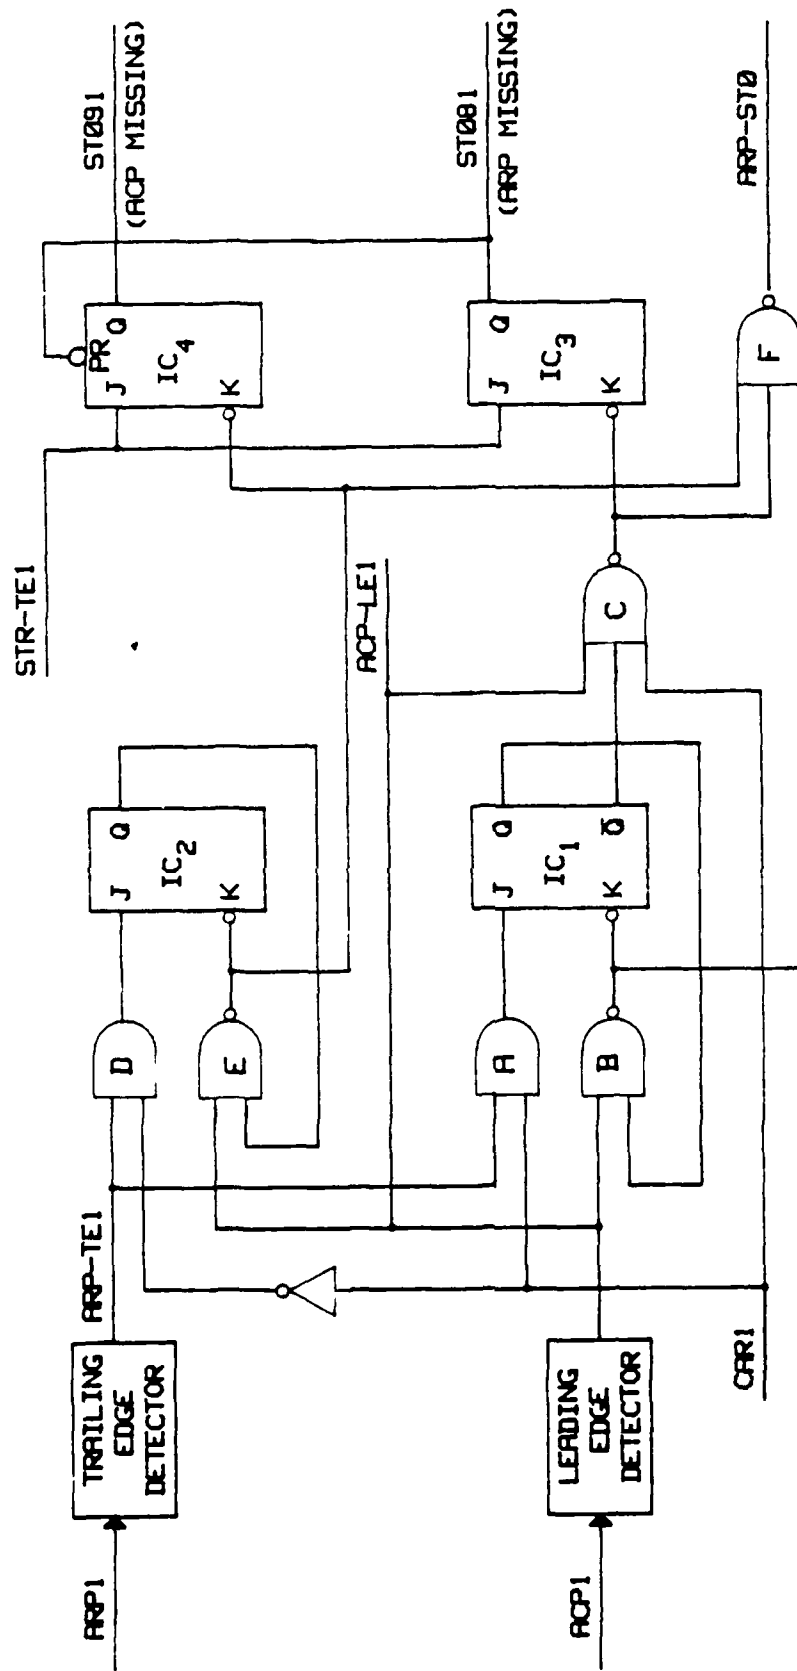 ARP1
TRAILING
EDGE
DETECTOR
ARP-TE1
D
E
J
Q
IC2
K
STR-TE1
PR
J
Q
IC4
K
ST091
(ACP MISSING)
ACP1
LEADING
EDGE
DETECTOR
A
B
J
Q
IC1
K
Q̅
ACP-LE1
C
J
Q
IC3
K
ST081
(ARP MISSING)
CAR1
F
ARP-ST0